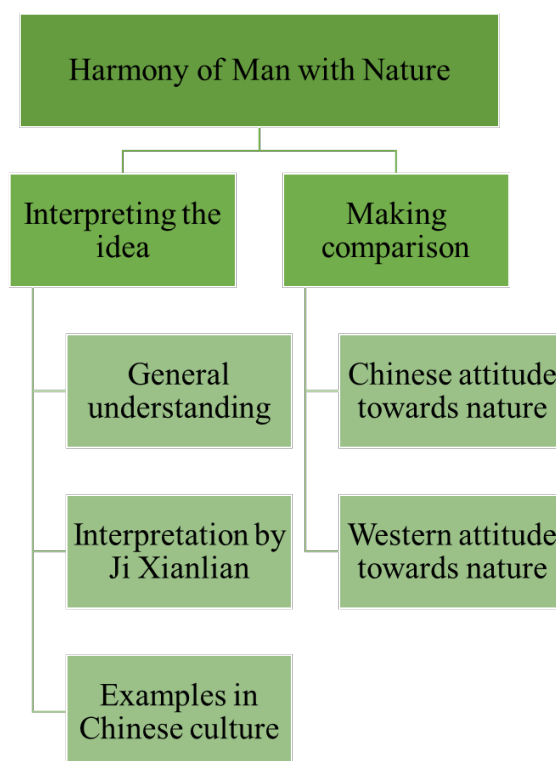 Harmony of Man with Nature
Interpreting the
idea
General
understanding
Interpretation by
Ji Xianlian
Examples in
Chinese culture
Making
comparison
Chinese attitude
towards nature
Western attitude
towards nature